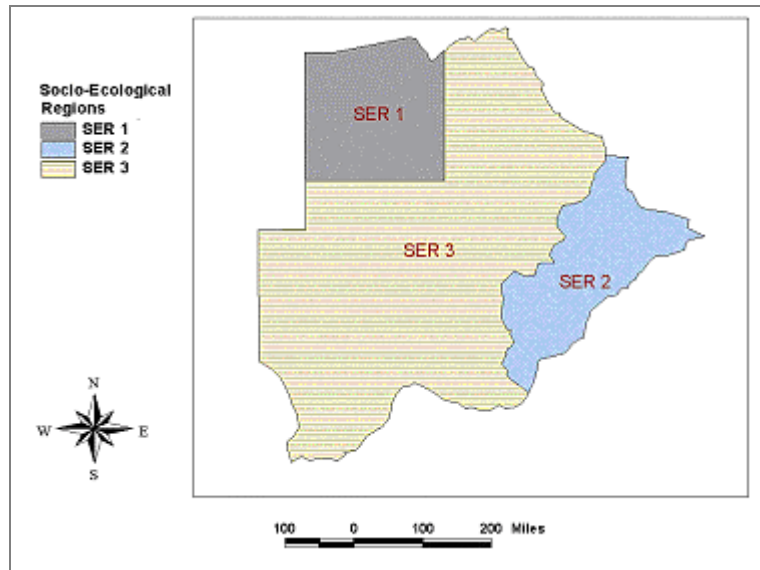 Socio-Ecological
Regions
SER 1
SER 2
SER 3
SER 1
SER 3
SER 2
N
W E
S
100 0 100 200 Miles